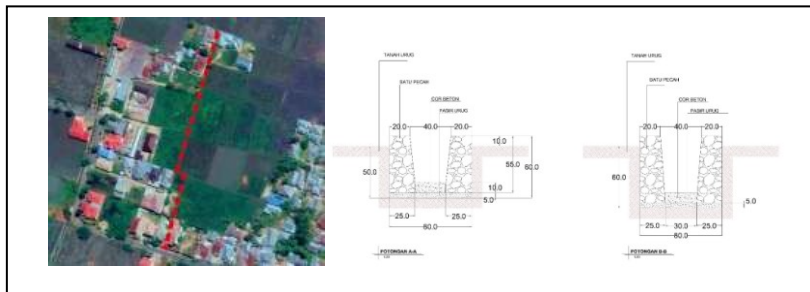 TANAH URUG
BATU PECAH
COR BETON
PASIR URUG
20.0 40.0 20.0
10.0
50.0
55.0
60.0
10.0
5.0
25.0 25.0
60.0
POTONGAN A-A
TANAH URUG
BATU PECAH
COR BETON
PASIR URUG
20.0 40.0 20.0
60.0
5.0
25.0 30.0 25.0
80.0
POTONGAN B-B